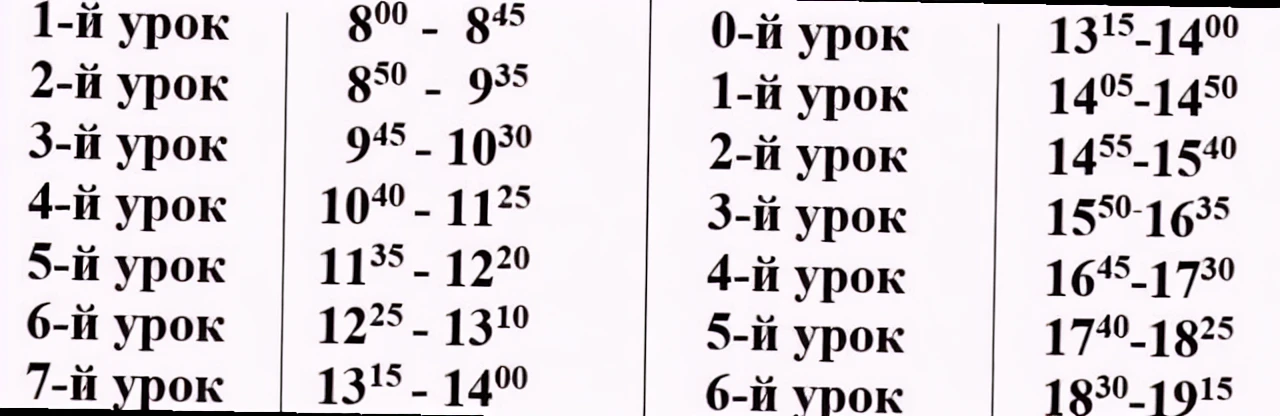 1-й урок 8⁰⁰ - 8⁴⁵ 0-й урок 13¹⁵-14⁰⁰
2-й урок 8⁵⁰ - 9³⁵ 1-й урок 14⁰⁵-14⁵⁰
3-й урок 9⁴⁵ - 10³⁰ 2-й урок 14⁵⁵-15⁴⁰
4-й урок 10⁴⁰ - 11²⁵ 3-й урок 15⁵⁰-16³⁵
5-й урок 11³⁵ - 12²⁰ 4-й урок 16⁴⁵-17³⁰
6-й урок 12²⁵ - 13¹⁰ 5-й урок 17⁴⁰-18²⁵
7-й урок 13¹⁵ - 14⁰⁰ 6-й урок 18³⁰-19¹⁵